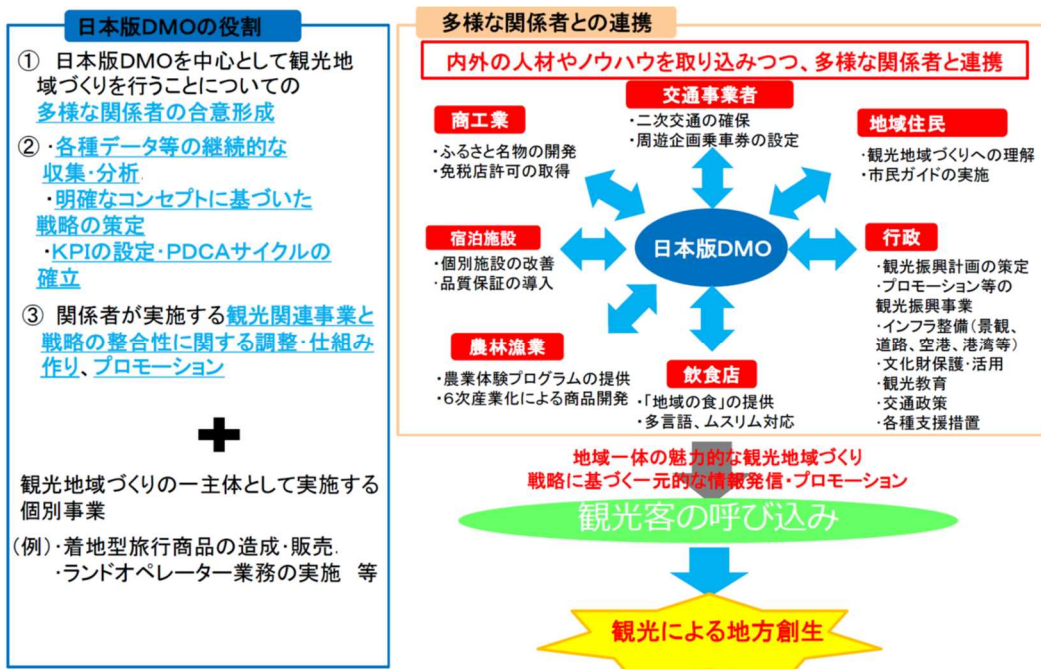 日本版DMOの役割
① 日本版DMOを中心として観光地
域づくりを行うことについての
多様な関係者の合意形成
② ・各種データ等の継続的な
収集・分析
・明確なコンセプトに基づいた
戦略の策定
・KPIの設定・PDCAサイクルの
確立
③ 関係者が実施する観光関連事業と
戦略の整合性に関する調整・仕組み
作り、プロモーション
観光地域づくりの一主体として実施する
個別事業
(例)・着地型旅行商品の造成・販売
・ランドオペレーター業務の実施 等
多様な関係者との連携
内外の人材やノウハウを取り込みつつ、多様な関係者と連携
交通事業者
・二次交通の確保
・周遊企画乗車券の設定
商工業
・ふるさと名物の開発
・免税店許可の取得
地域住民
・観光地域づくりへの理解
・市民ガイドの実施
宿泊施設
・個別施設の改善
・品質保証の導入
日本版DMO
行政
・観光振興計画の策定
・プロモーション等の
観光振興事業
・インフラ整備(景観、
道路、空港、港湾等)
・文化財保護・活用
・観光教育
・交通政策
・各種支援措置
農林漁業
・農業体験プログラムの提供
・6次産業化による商品開発
飲食店
・「地域の食」の提供
・多言語、ムスリム対応
地域一体の魅力的な観光地域づくり
戦略に基づく一元的な情報発信・プロモーション
観光客の呼び込み
観光による地方創生